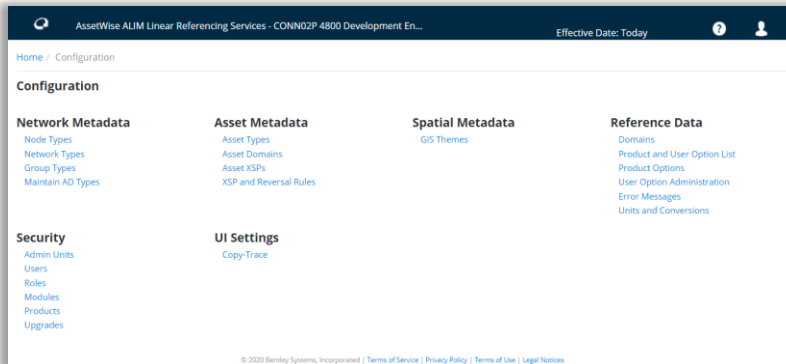 AssetWise ALIM Linear Referencing Services - CONN02P 4800 Development En...
Effective Date: Today
?
Home / Configuration
Configuration
Network Metadata
Node Types
Network Types
Group Types
Maintain AD Types
Asset Metadata
Asset Types
Asset Domains
Asset XSPs
XSP and Reversal Rules
Spatial Metadata
GIS Themes
Reference Data
Domains
Product and User Option List
Product Options
User Option Administration
Error Messages
Units and Conversions
Security
Admin Units
Users
Roles
Modules
Products
Upgrades
UI Settings
Copy-Trace
© 2020 Bentley Systems, Incorporated | Terms of Service | Privacy Policy | Terms of Use | Legal Notices